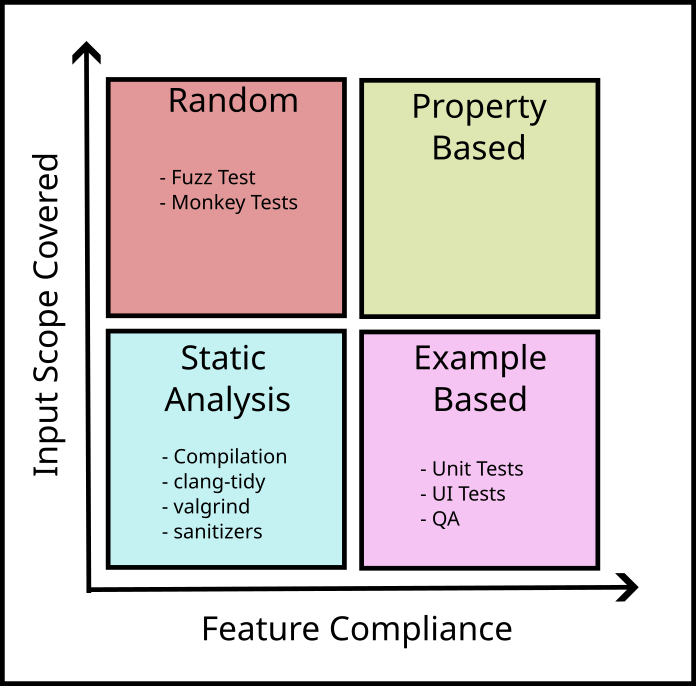 Input Scope Covered
Random
- Fuzz Test
- Monkey Tests
Property
Based
Static
Analysis
- Compilation
- clang-tidy
- valgrind
- sanitizers
Example
Based
- Unit Tests
- UI Tests
- QA
Feature Compliance